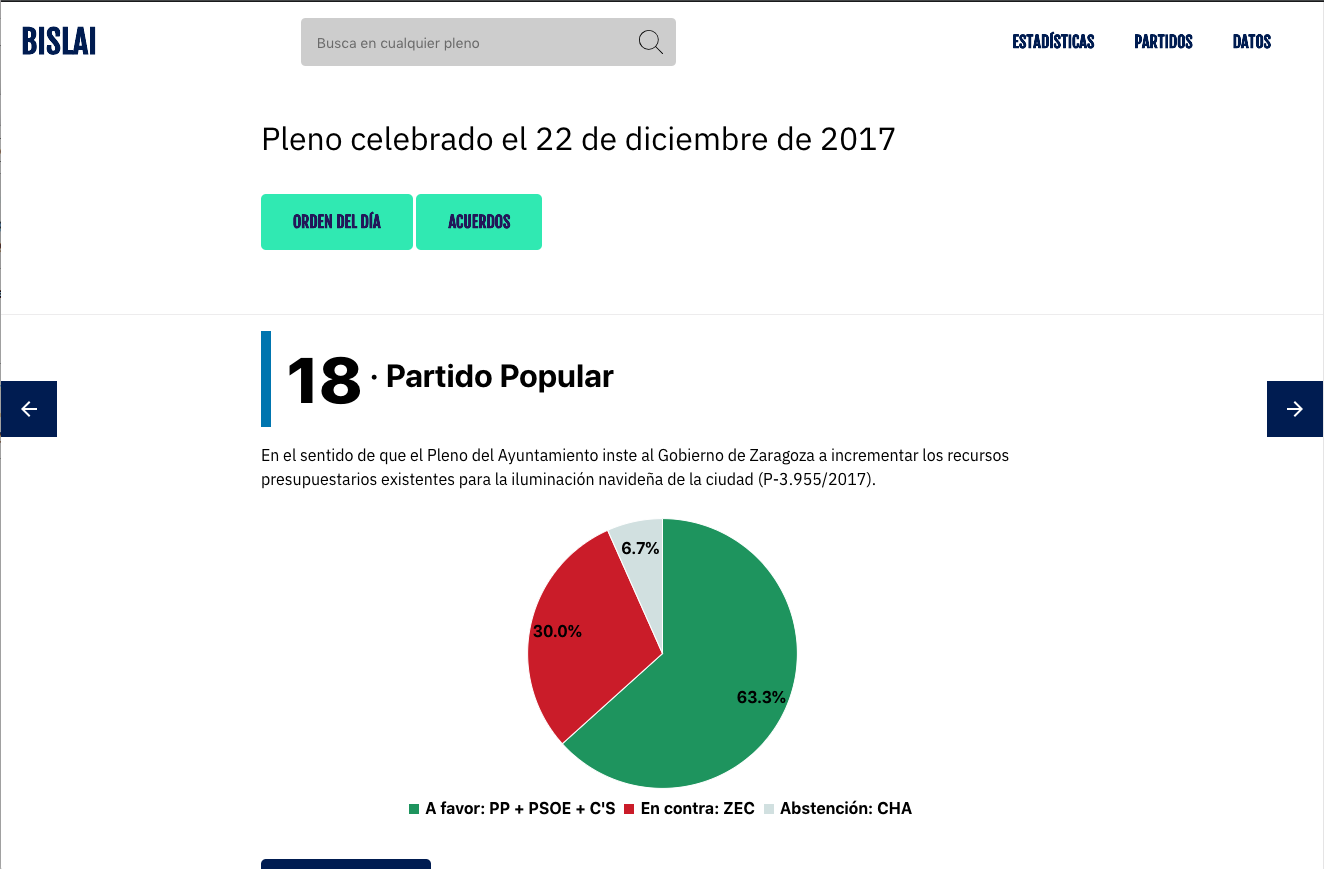 BISLAI
Busca en cualquier pleno
ESTADÍSTICAS PARTIDOS DATOS
Pleno celebrado el 22 de diciembre de 2017
ORDEN DEL DÍA ACUERDOS
18 · Partido Popular
En el sentido de que el Pleno del Ayuntamiento inste al Gobierno de Zaragoza a incrementar los recursos
presupuestarios existentes para la iluminación navideña de la ciudad (P-3.955/2017).
6.7%
30.0%
63.3%
A favor: PP + PSOE + C'S En contra: ZEC Abstención: CHA